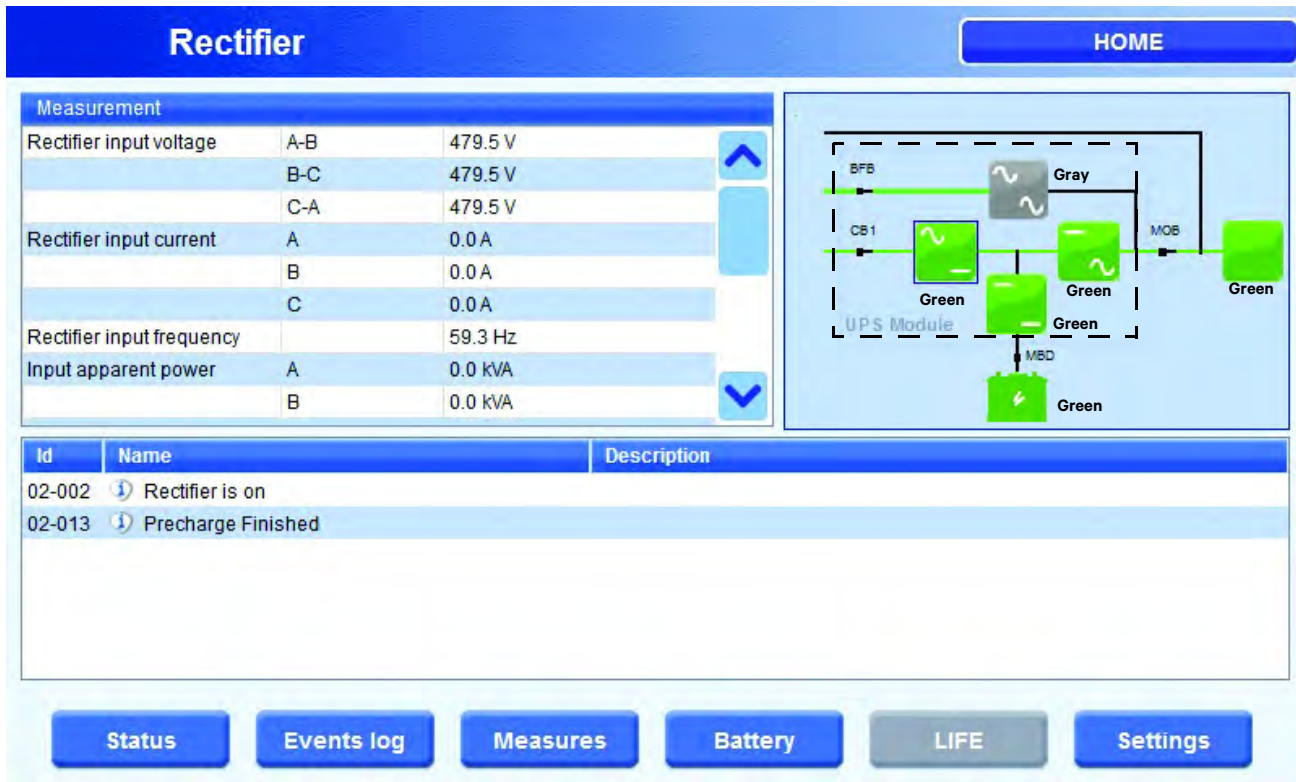 Rectifier
HOME
Measurement
Rectifier input voltage A-B 479.5 V
B-C 479.5 V
C-A 479.5 V
Rectifier input current A 0.0 A
B 0.0 A
C 0.0 A
Rectifier input frequency 59.3 Hz
Input apparent power A 0.0 kVA
B 0.0 kVA
BFB
Gray
CB1
MOB
Green
Green
Green
UPS Module
Green
MBD
Green
Id Name Description
02-002 Rectifier is on
02-013 Precharge Finished
Status Events log Measures Battery LIFE Settings